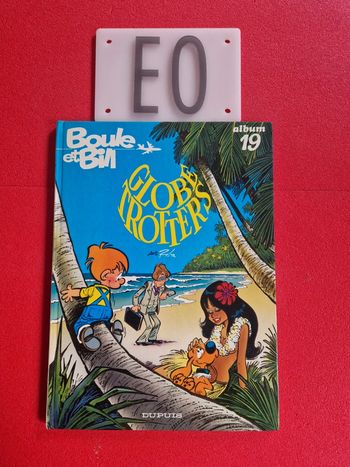 EO
Boule
et Bill
album
19
GLOBE
TROTTERS
DUPUIS